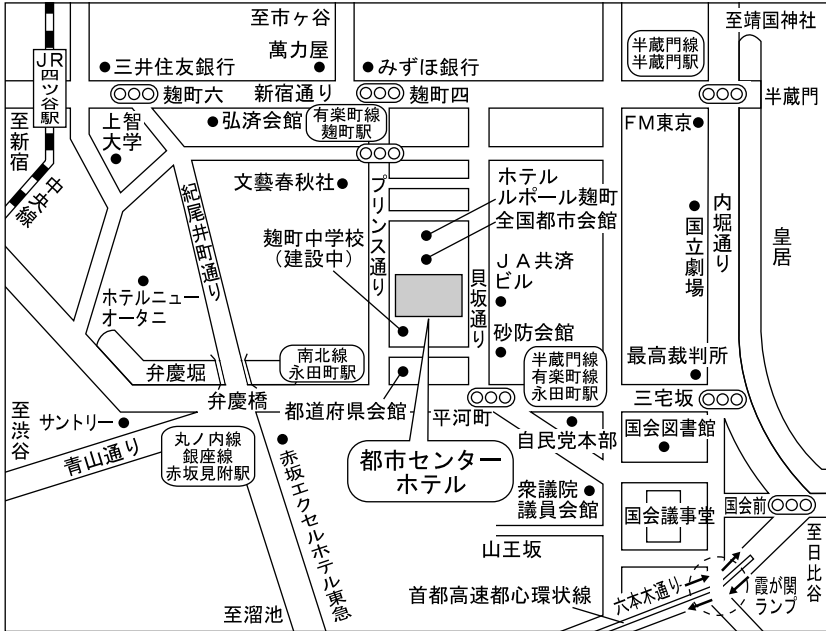 至市ヶ谷
萬力屋
三井住友銀行
みずほ銀行
半蔵門線
半蔵門駅
至靖国神社
JR四ツ谷駅
麹町六
新宿通り
麹町四
半蔵門
至新宿
上智
大学
弘済会館
有楽町線
麹町駅
FM東京
中央線
紀尾井町通り
文藝春秋社
プリンス通り
ホテル
ルポール麹町
全国都市会館
内堀通り
国立劇場
皇居
麹町中学校
(建設中)
貝坂通り
JA共済
ビル
ホテルニュー
オータニ
砂防会館
南北線
永田町駅
半蔵門線
有楽町線
永田町駅
最高裁判所
弁慶堀
弁慶橋
都道府県会館
平河町
三宅坂
至渋谷
サントリー
青山通り
丸ノ内線
銀座線
赤坂見附駅
赤坂エクセルホテル東急
都市センター
ホテル
自民党本部
国会図書館
衆議院
議員会館
国会議事堂
国会前
至日比谷
山王坂
首都高速都心環状線
六本木通り
霞が関
ランプ
至溜池